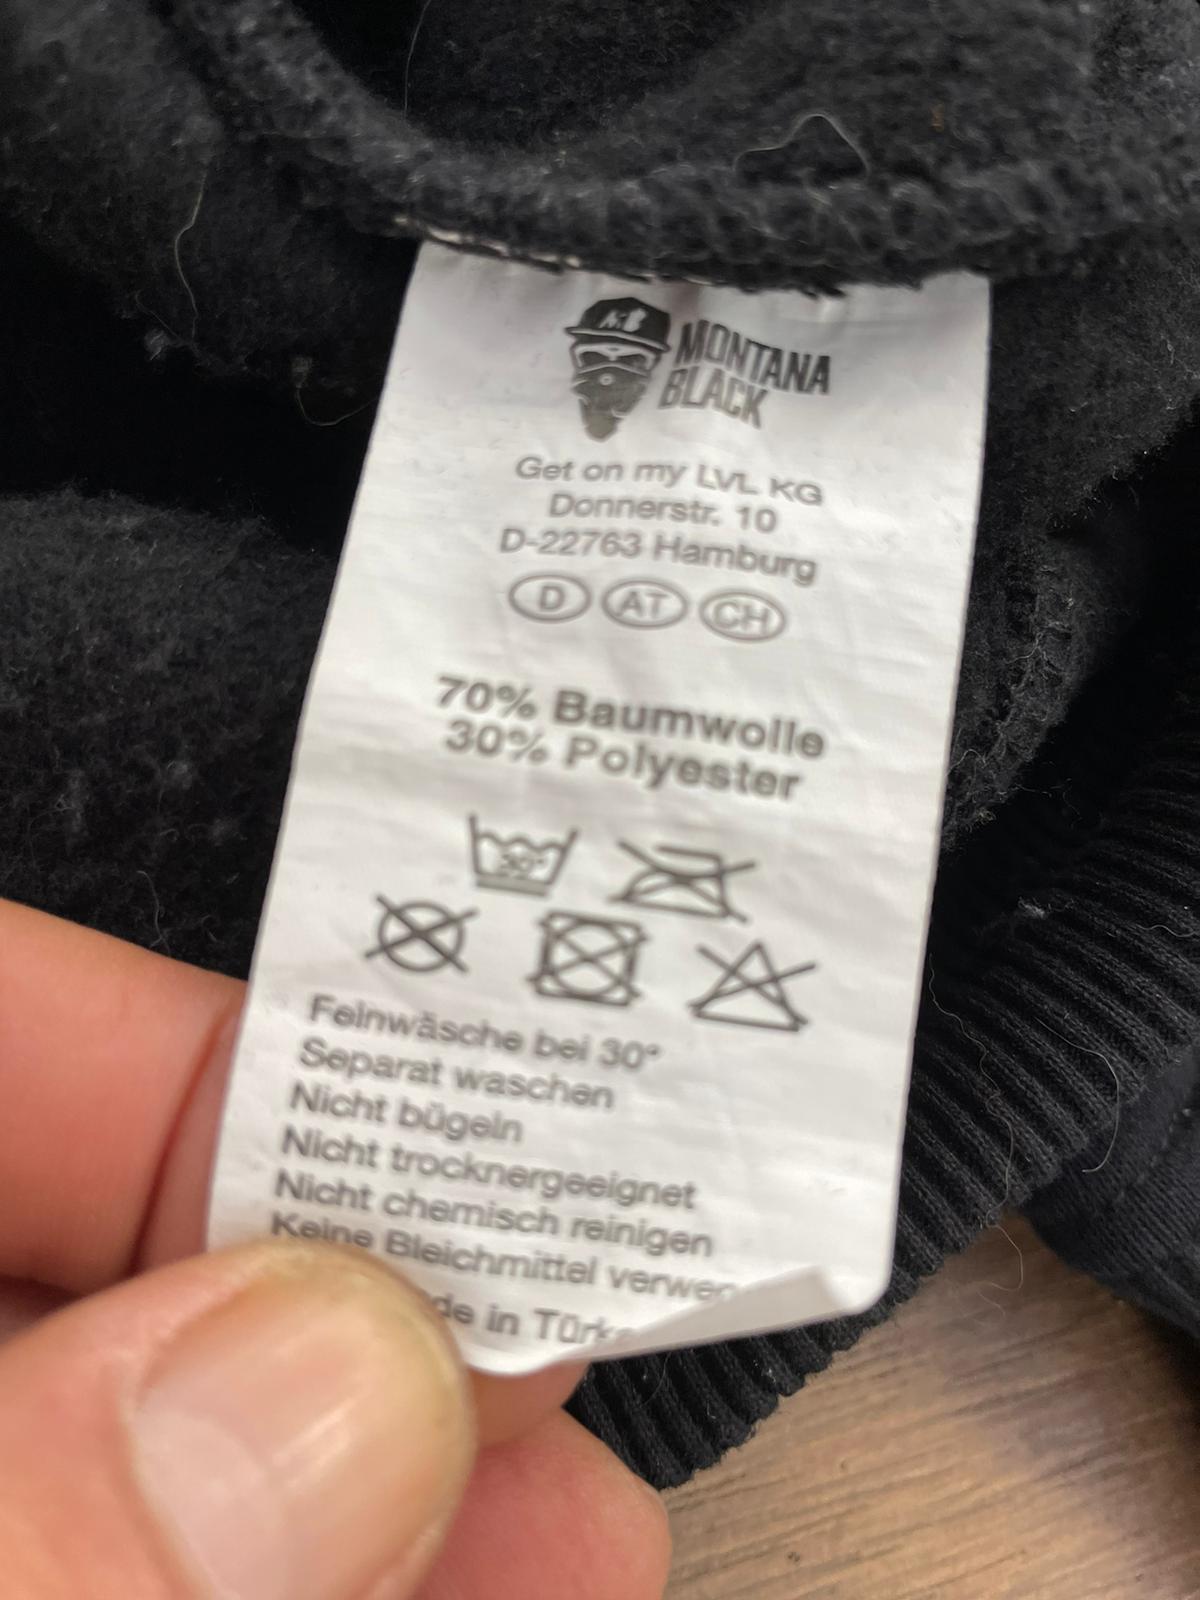 MONTANA
BLACK
Get on my LVL KG
Donnerstr. 10
D-22763 Hamburg
D AT CH
70% Baumwolle
30% Polyester
30°
Feinwäsche bei 30°
Separat waschen
Nicht bügeln
Nicht trocknergeeignet
Nicht chemisch reinigen
Keine Bleichmittel
in